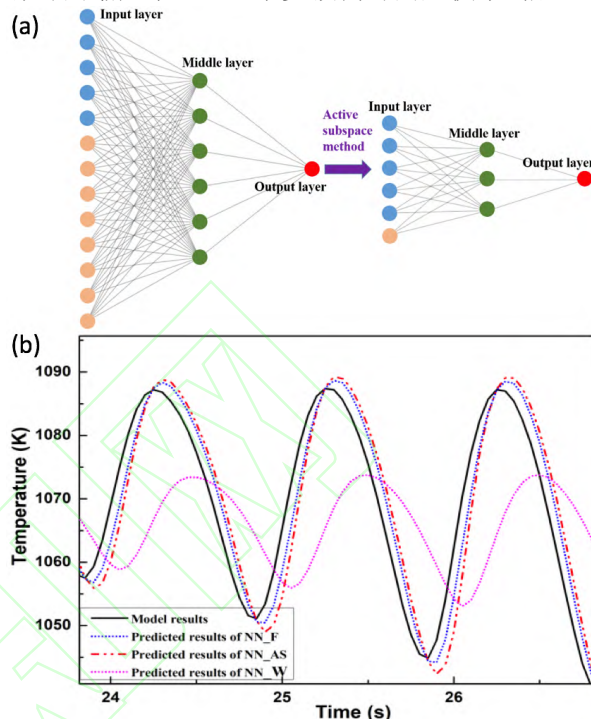 (a)
Input layer
Middle layer
Output layer
Active
subspace
method
Input layer
Middle layer
Output layer
(b)
Temperature (K)
1090
1080
1070
1060
1050
Model results
Predicted results of NN_F
Predicted results of NN_AS
Predicted results of NN_W
24
25
26
Time (s)